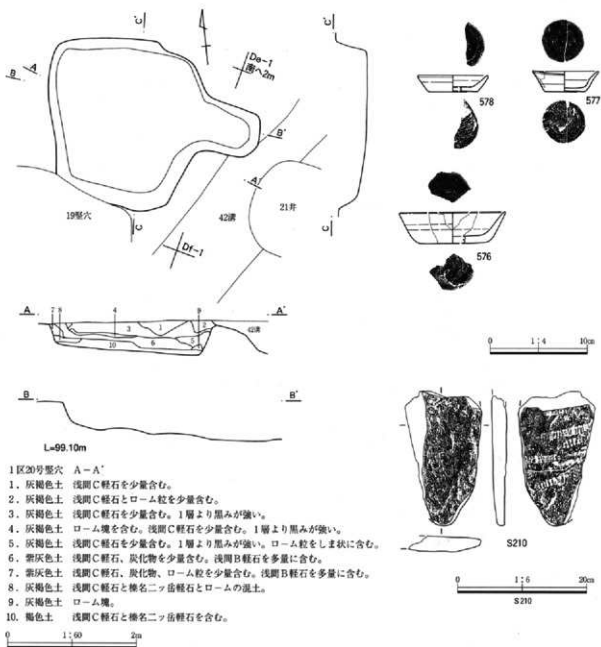 C'
A
B
De-1
南へ2m
B'
A'
19竪穴
C
42溝
21井
Df-1
C'
C
578
577
576
A
7 8
4
9
A'
3
1
2
10
6
5
42溝
B
B'
L=99.10m
0
1:4
10cm
1区20号竪穴 A-A'
1. 灰褐色土 浅間C軽石を少量含む。
2. 灰褐色土 浅間C軽石とローム粒を少量含む。
3. 灰褐色土 浅間C軽石を少量含む。1層より黒みが強い。
4. 灰褐色土 ローム塊を含む。浅間C軽石を少量含む。1層より黒みが強い。
5. 灰褐色土 浅間C軽石を少量含む。1層より黒みが強い。ローム粒をしま状に含む。
6. 紫灰色土 浅間C軽石、炭化物を少量含む。浅間B軽石を多量に含む。
7. 紫灰色土 浅間C軽石、炭化物、ローム粒を少量含む。浅間B軽石を多量に含む。
8. 灰褐色土 浅間C軽石と榛名二ッ岳軽石とロームの混土。
9. 灰褐色土 ローム塊。
10. 褐色土 浅間C軽石と榛名二ッ岳軽石を含む。
0
1:60
2m
S210
0
1:6
20cm
S210